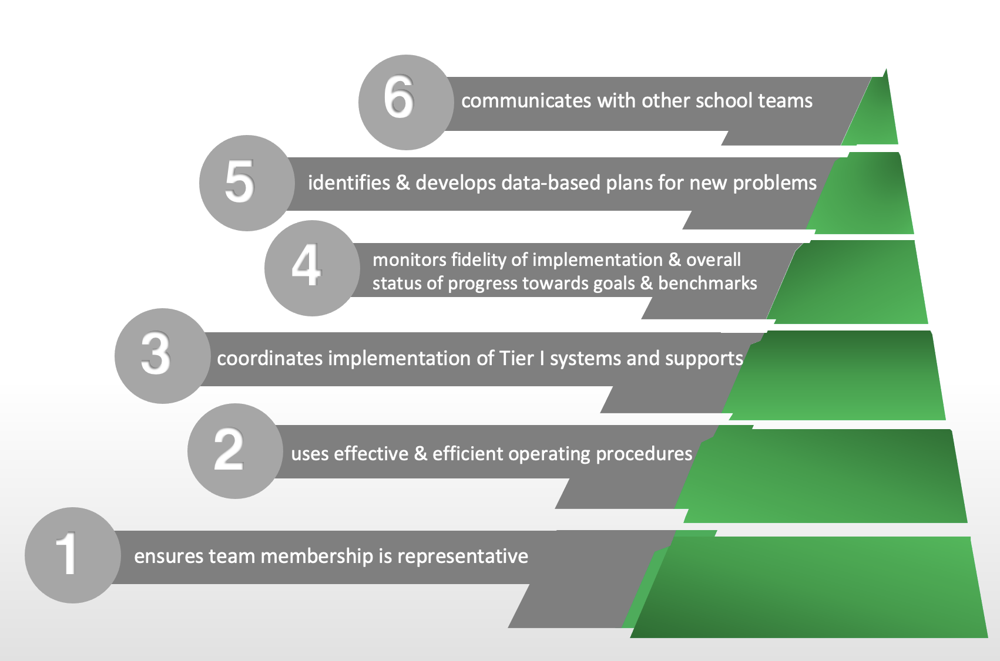 6
communicates with other school teams
5
identifies & develops data-based plans for new problems
4
monitors fidelity of implementation & overall
status of progress towards goals & benchmarks
3
coordinates implementation of Tier I systems and supports
2
uses effective & efficient operating procedures
1
ensures team membership is representative